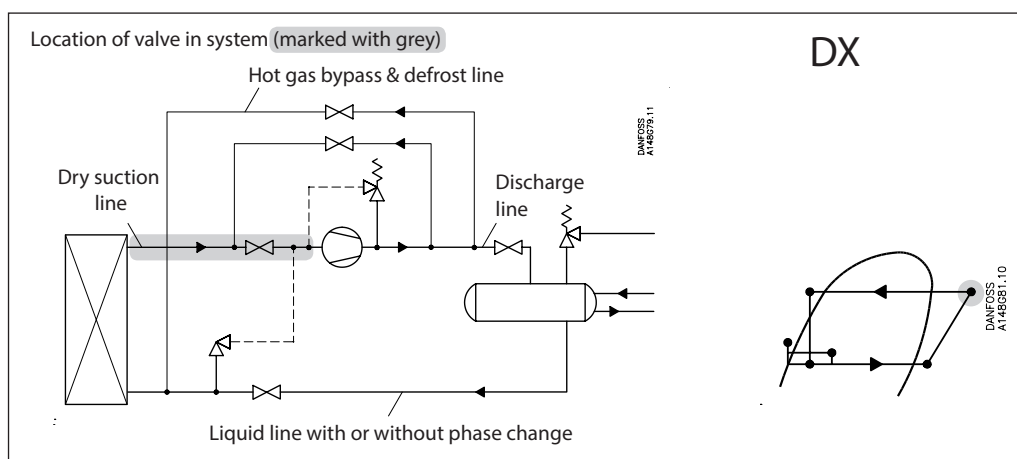 Location of valve in system (marked with grey)
DX
Hot gas bypass & defrost line
DANFOSS
A148G79.11
Dry suction
line
Discharge
line
DANFOSS
A148G81.10
Liquid line with or without phase change